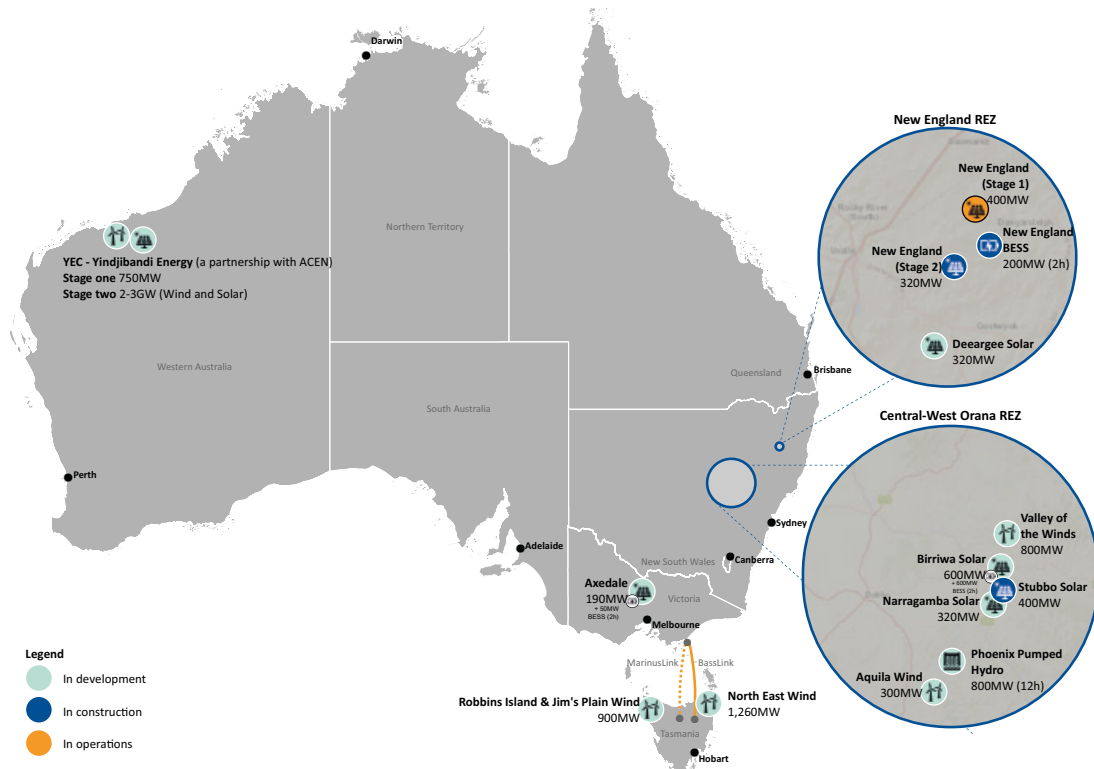 Darwin
New England REZ
New England
(Stage 1)
400MW
New England
BESS
200MW (2h)
New England
(Stage 2)
320MW
Deeargee Solar
320MW
Northern Territory
YEC - Yindjibandi Energy (a partnership with ACEN)
Stage one 750MW
Stage two 2-3GW (Wind and Solar)
Western Australia
Queensland
Brisbane
South Australia
Central-West Orana REZ
Perth
Sydney
Valley of
the Winds
800MW
Adelaide
New South Wales
Canberra
Birriwa Solar
600MW
+ 600MW
BESS (2h)
Stubbo Solar
400MW
Narragamba Solar
320MW
Axedale
190MW
+ 50MW
BESS (2h)
Victoria
Melbourne
Phoenix Pumped
Hydro
800MW (12h)
Aquila Wind
300MW
MarinusLink
BassLink
Robbins Island & Jim's Plain Wind
900MW
North East Wind
1,260MW
Tasmania
Hobart
Legend
In development
In construction
In operations